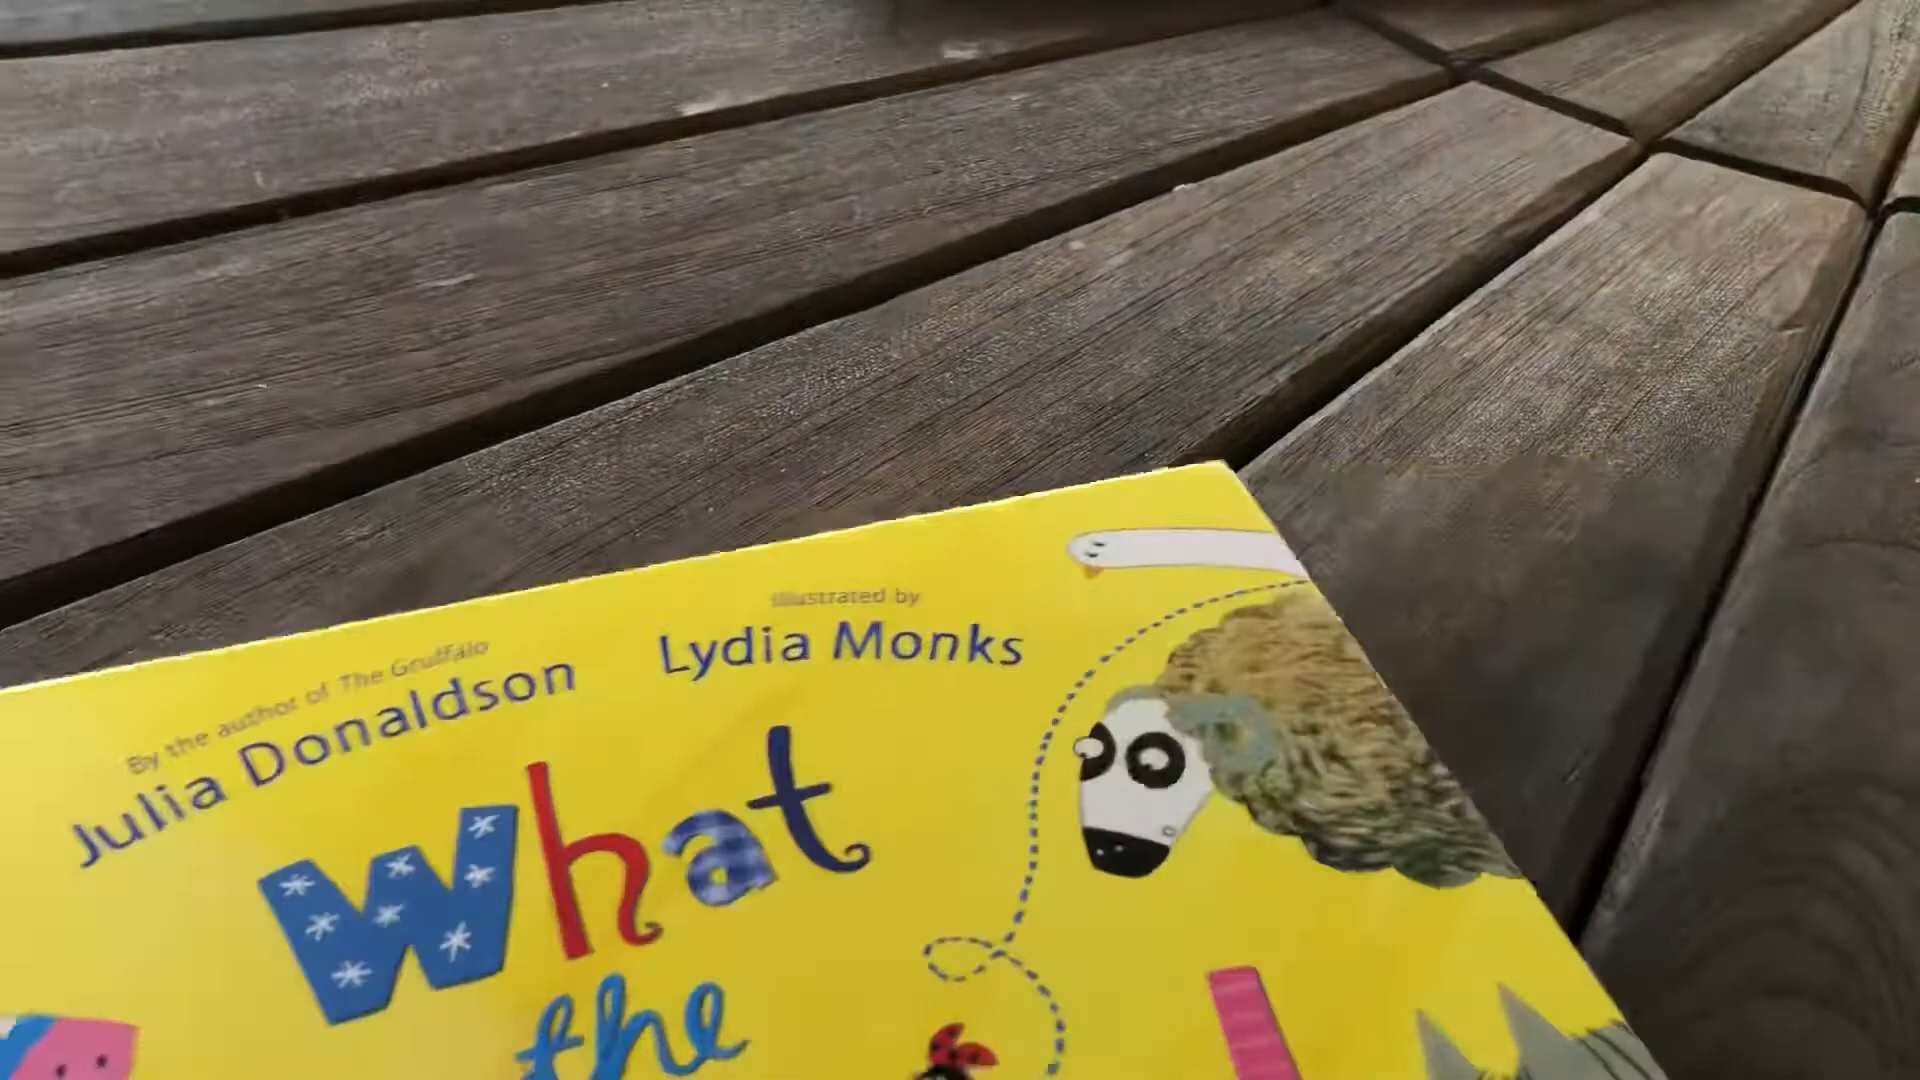 By the author of The Gruffalo
Julia Donaldson
Illustrated by
Lydia Monks
What
the